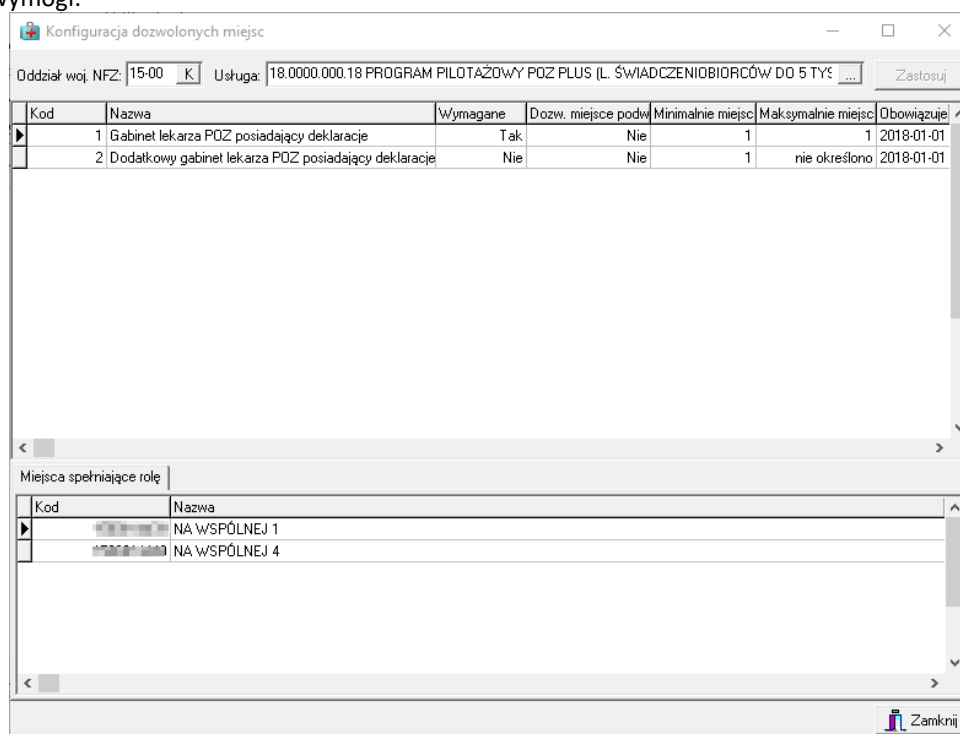 wymogi.
Konfiguracja dozwolonych miejsc
Oddział woj. NFZ: 15-00 K Usługa: 18.0000.000.18 PROGRAM PILOTAŻOWY POZ PLUS (L. ŚWIADCZENIOBIORCÓW DO 5 TYS ... Zastosuj
Kod Nazwa Wymagane Dozw. miejsce podw Minimalnie miejsc Maksymalnie miejsc Obowiązuje
1 Gabinet lekarza POZ posiadający deklaracje Tak Nie 1 1 2018-01-01
2 Dodatkowy gabinet lekarza POZ posiadający deklaracje Nie Nie 1 nie określono 2018-01-01
Miejsca spełniające rolę
Kod Nazwa
NA WSPÓLNEJ 1
NA WSPÓLNEJ 4
Zamknij